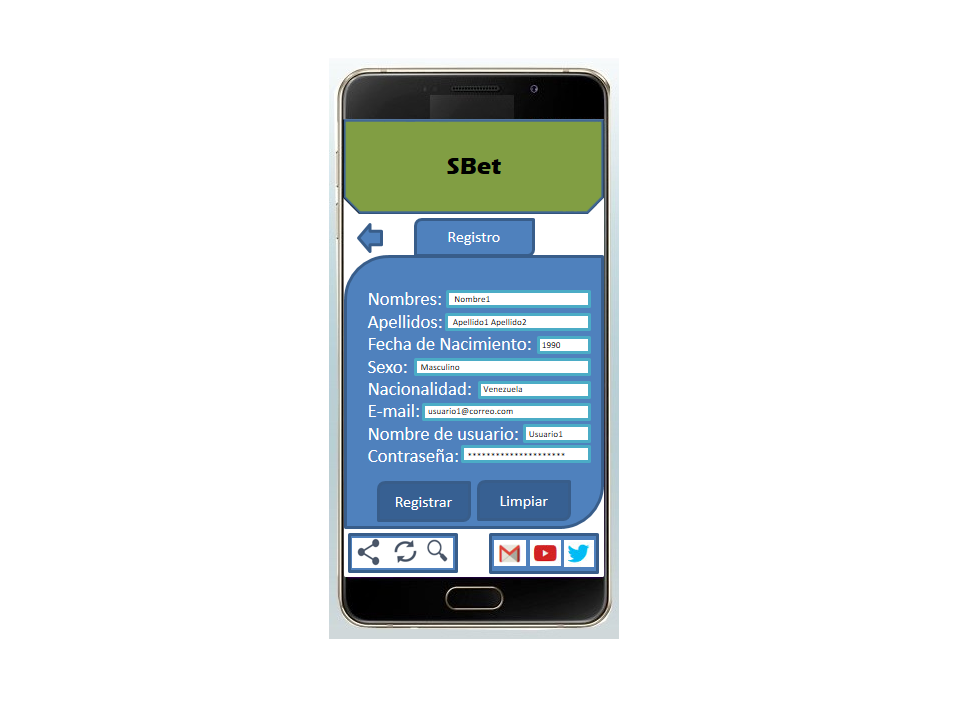 SBet
Registro
Nombres: Nombre1
Apellidos: Apellido1 Apellido2
Fecha de Nacimiento: 1990
Sexo: Masculino
Nacionalidad: Venezuela
E-mail: usuario1@correo.com
Nombre de usuario: Usuario1
Contraseña: *********************
Registrar Limpiar